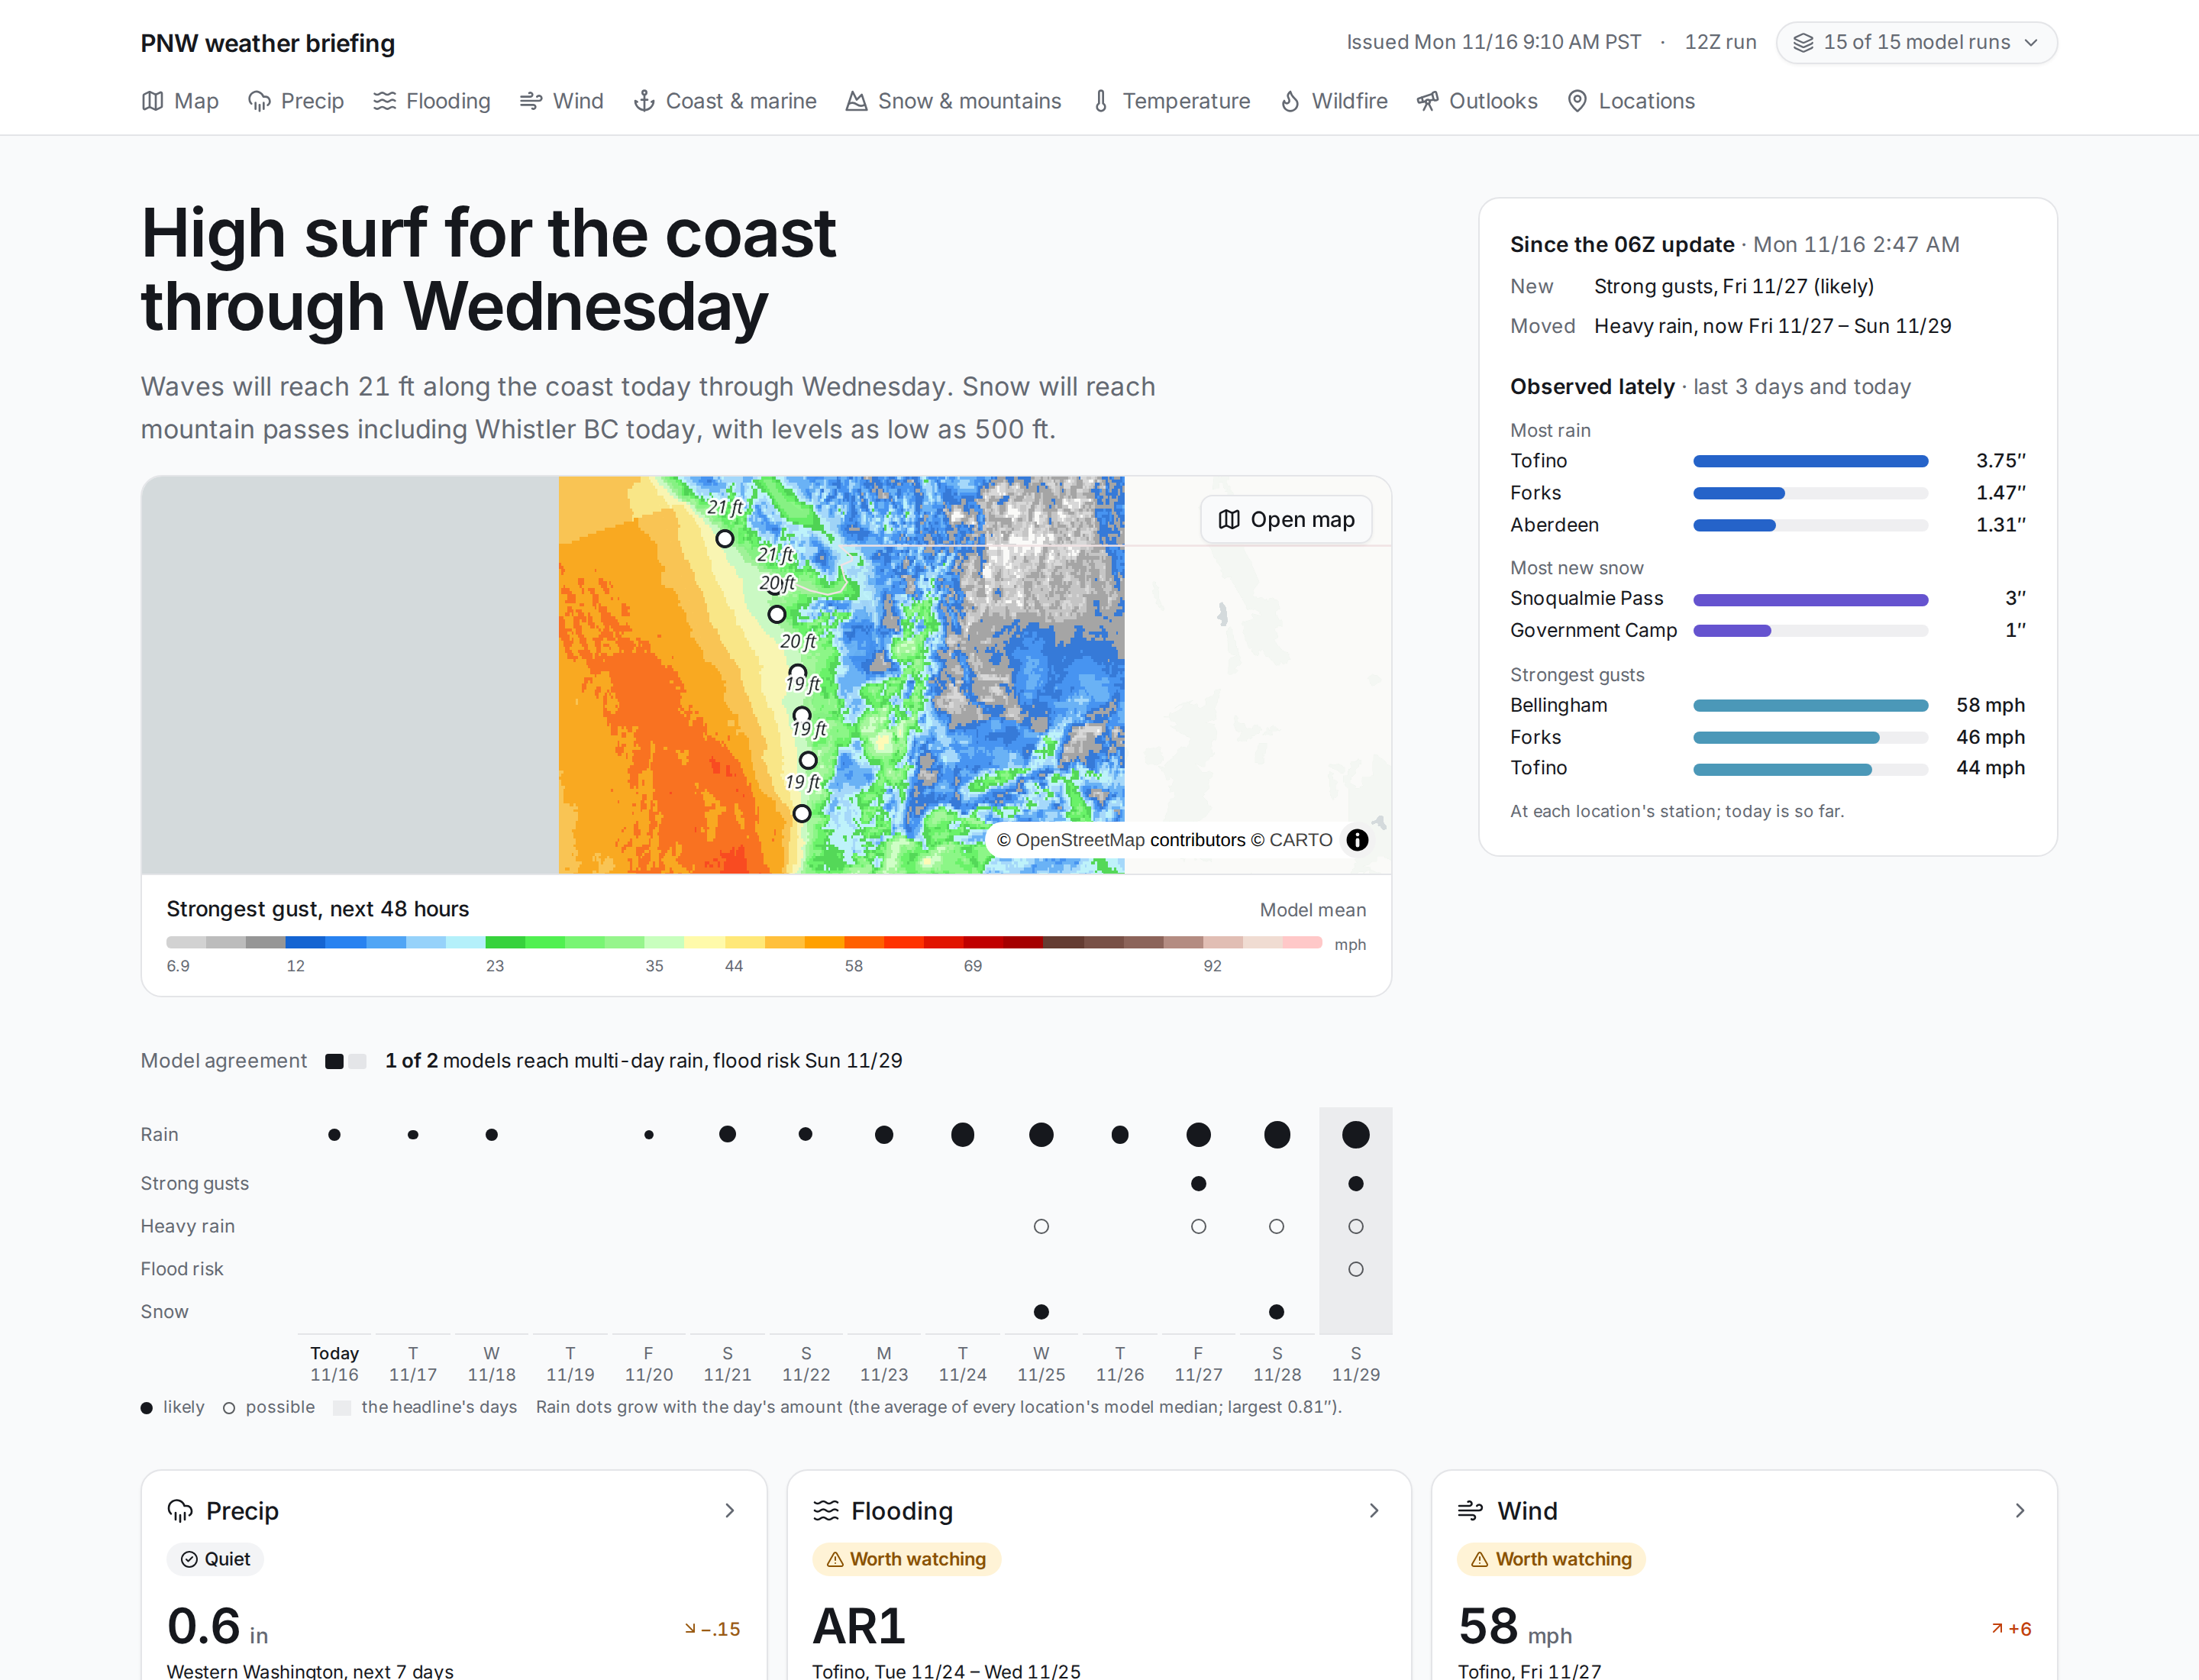 PNW weather briefing
Issued Mon 11/16 9:10 AM PST · 12Z run
15 of 15 model runs
Map Precip Flooding Wind Coast & marine Snow & mountains Temperature Wildfire Outlooks Locations
High surf for the coast
through Wednesday
Waves will reach 21 ft along the coast today through Wednesday. Snow will reach
mountain passes including Whistler BC today, with levels as low as 500 ft.
Open map
21 ft
21 ft
20 ft
20 ft
19 ft
19 ft
19 ft
© OpenStreetMap contributors © CARTO
Strongest gust, next 48 hours
Model mean
mph
6.9 12 23 35 44 58 69 92
Since the 06Z update · Mon 11/16 2:47 AM
New Strong gusts, Fri 11/27 (likely)
Moved Heavy rain, now Fri 11/27 – Sun 11/29
Observed lately · last 3 days and today
Most rain
Tofino 3.75″
Forks 1.47″
Aberdeen 1.31″
Most new snow
Snoqualmie Pass 3″
Government Camp 1″
Strongest gusts
Bellingham 58 mph
Forks 46 mph
Tofino 44 mph
At each location's station; today is so far.
Model agreement 1 of 2 models reach multi-day rain, flood risk Sun 11/29
Rain
Strong gusts
Heavy rain
Flood risk
Snow
Today T W T F S S M T W T F S S
11/16 11/17 11/18 11/19 11/20 11/21 11/22 11/23 11/24 11/25 11/26 11/27 11/28 11/29
likely possible the headline's days Rain dots grow with the day's amount (the average of every location's model median; largest 0.81″).
Precip
Quiet
0.6 in
−.15
Western Washington, next 7 days
Flooding
Worth watching
AR1
Tofino, Tue 11/24 – Wed 11/25
Wind
Worth watching
58 mph
+6
Tofino, Fri 11/27